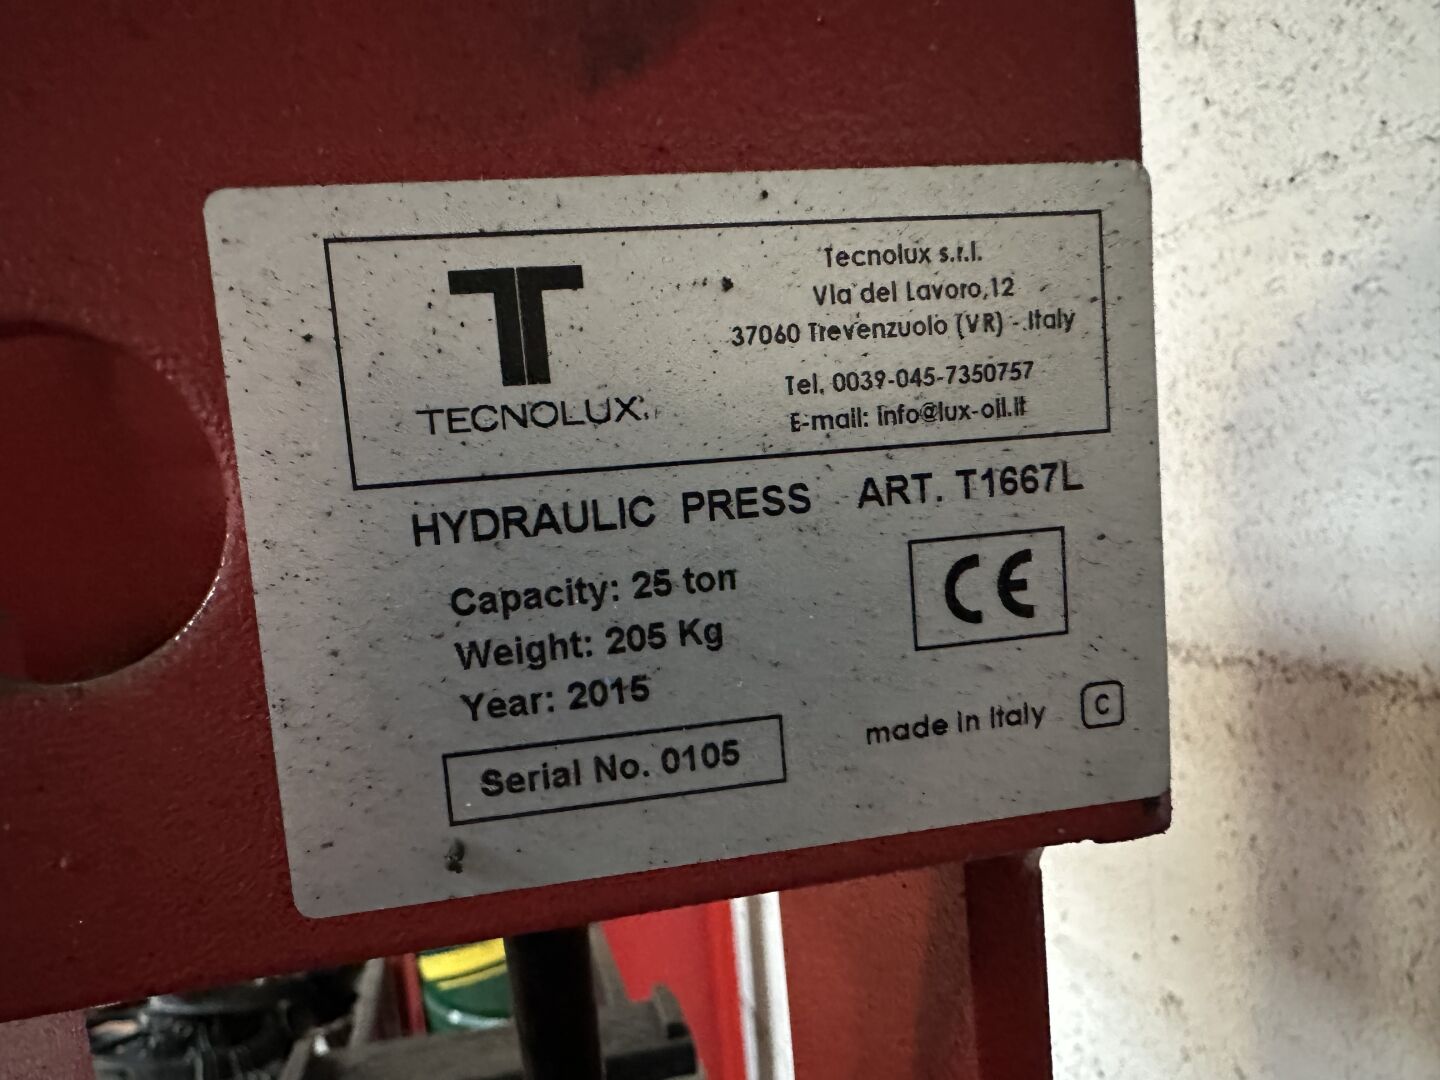 T
TECNOLUX
Tecnolux s.r.l.
Via del Lavoro,12
37060 Trevenzuolo (VR) - Italy
Tel. 0039-045-7350757
E-mail: info@lux-oil.it
HYDRAULIC PRESS ART. T1667L
Capacity: 25 ton
Weight: 205 Kg
Year: 2015
CE
Serial No. 0105
made in Italy C